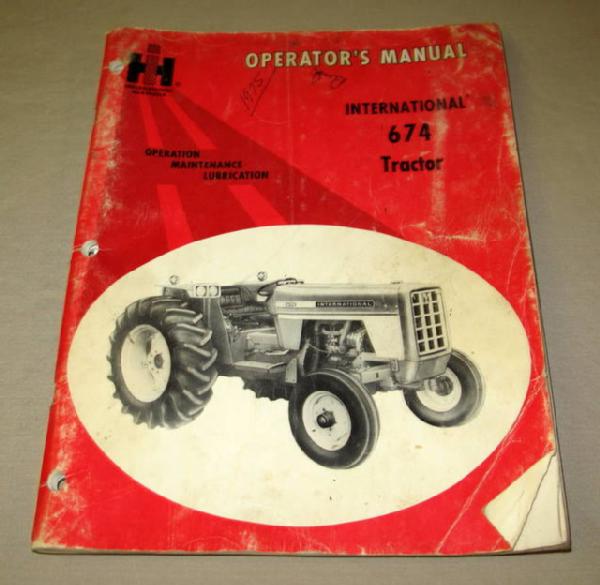 OPERATOR'S MANUAL
1975
INTERNATIONAL
674
Tractor
OPERATION
MAINTENANCE
LUBRICATION
INTERNATIONAL